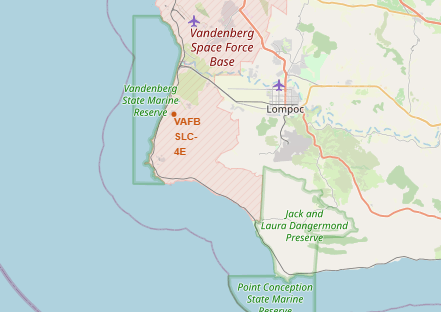 Vandenberg
Space Force
Base
Vandenberg
State Marine
Reserve
VAFB
SLC-
4E
Lompoc
Jack and
Laura Dangermond
Preserve
Point Conception
State Marine
Reserve